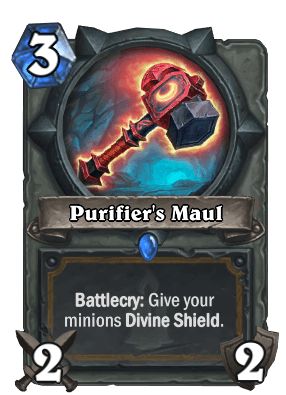 3
Purifier's Maul
Battlecry: Give your
minions Divine Shield.
2 2